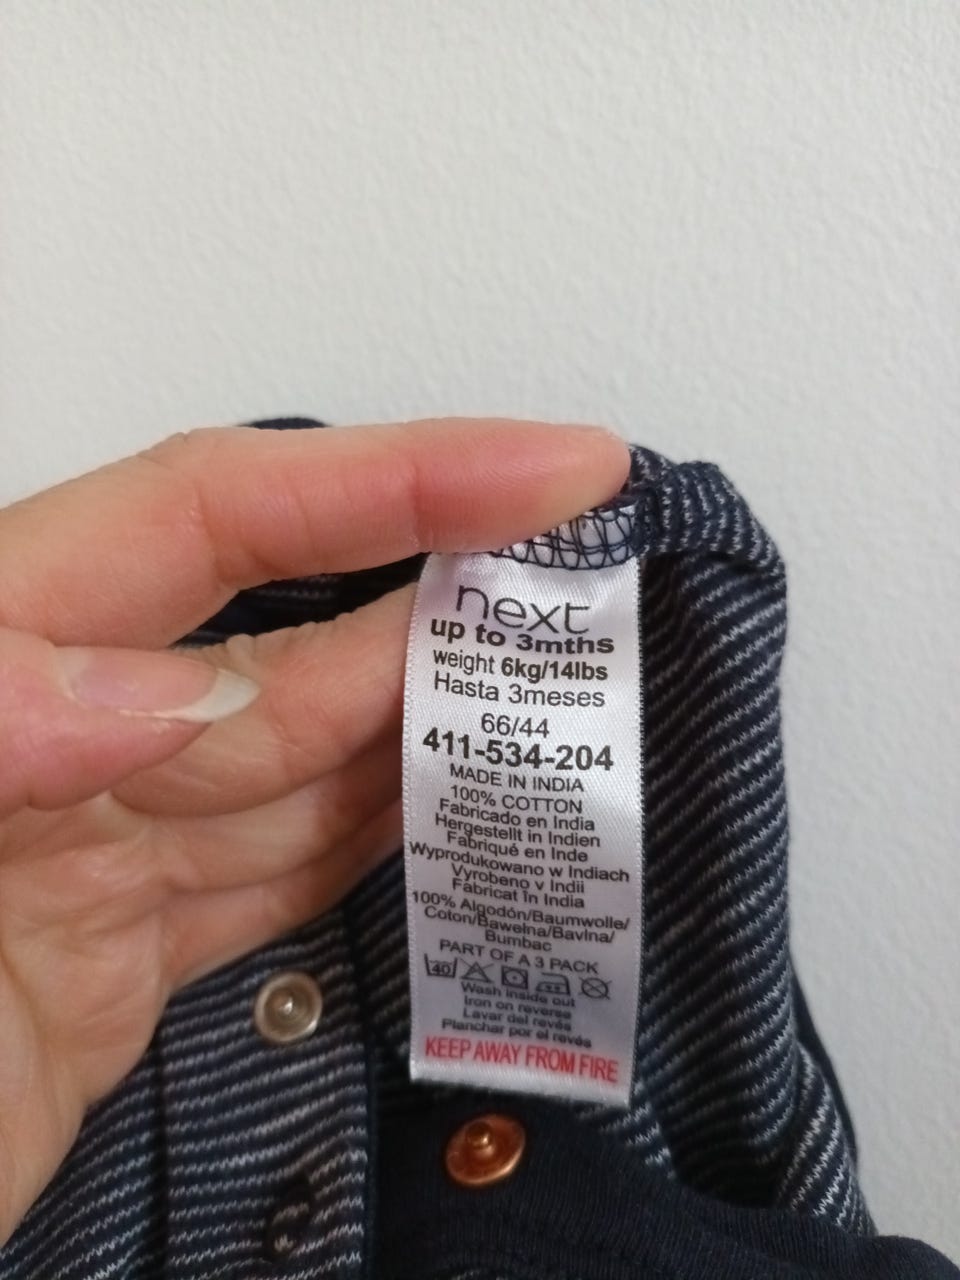 next
up to 3mths
weight 6kg/14lbs
Hasta 3meses
66/44
411-534-204
MADE IN INDIA
100% COTTON
Fabricado en India
Hergestellt in Indien
Fabriqué en Inde
Wyprodukowano w Indiach
Vyrobeno v Indii
Fabricat în India
100% Algodón/Baumwolle/
Coton/Bawełna/Bavlna/
Bumbac
PART OF A 3 PACK
40
Wash inside out
Iron on reverse
Lavar del revés
Planchar por el revés
KEEP AWAY FROM FIRE